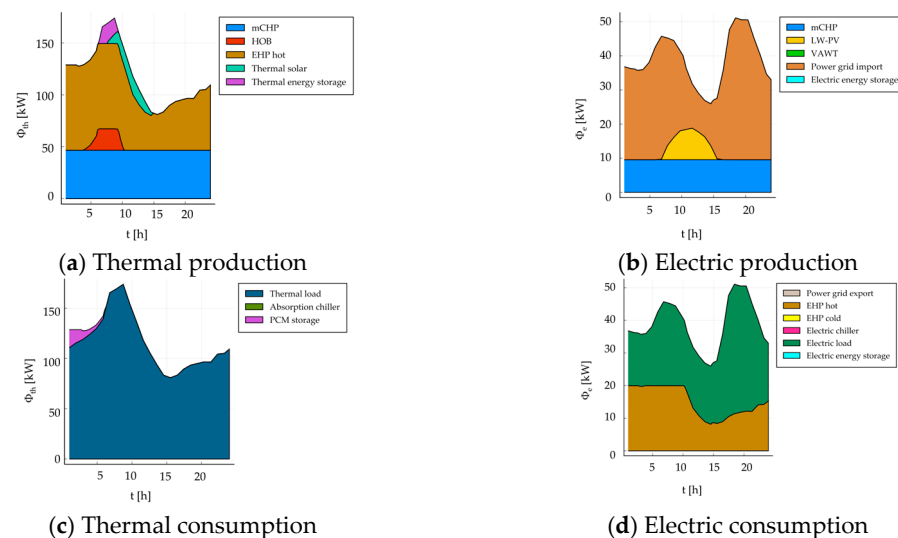 150
100
50
0
Φth [kW]
5 10 15 20
t [h]
mCHP
HOB
EHP hot
Thermal solar
Thermal energy storage
(a) Thermal production
50
40
30
20
10
0
Φe [kW]
5 10 15 20
t [h]
mCHP
LW-PV
VAWT
Power grid import
Electric energy storage
(b) Electric production
150
100
50
0
Φth [kW]
5 10 15 20
t [h]
Thermal load
Absorption chiller
PCM storage
(c) Thermal consumption
50
40
30
20
10
0
Φe [kW]
5 10 15 20
t [h]
Power grid export
EHP hot
EHP cold
Electric chiller
Electric load
Electric energy storage
(d) Electric consumption